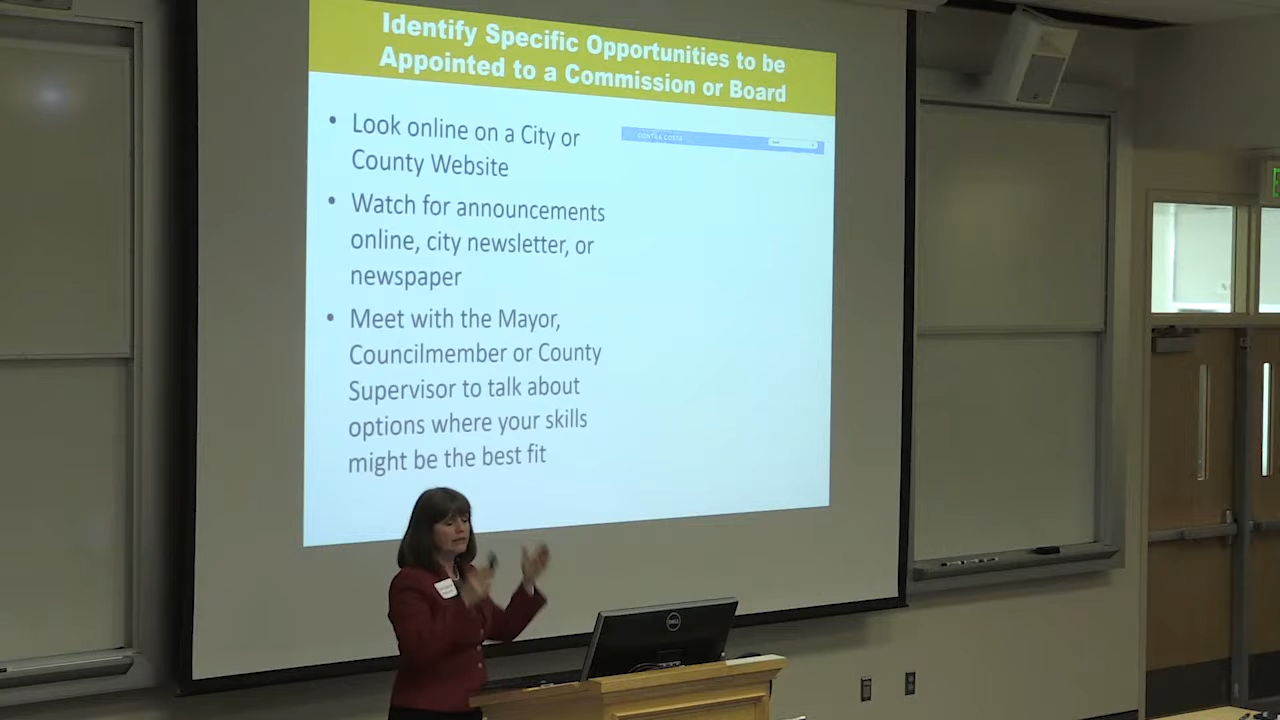 Identify Specific Opportunities to be
Appointed to a Commission or Board
• Look online on a City or
County Website
CONTRA COSTA
• Watch for announcements
online, city newsletter, or
newspaper
• Meet with the Mayor,
Councilmember or County
Supervisor to talk about
options where your skills
might be the best fit
DELL